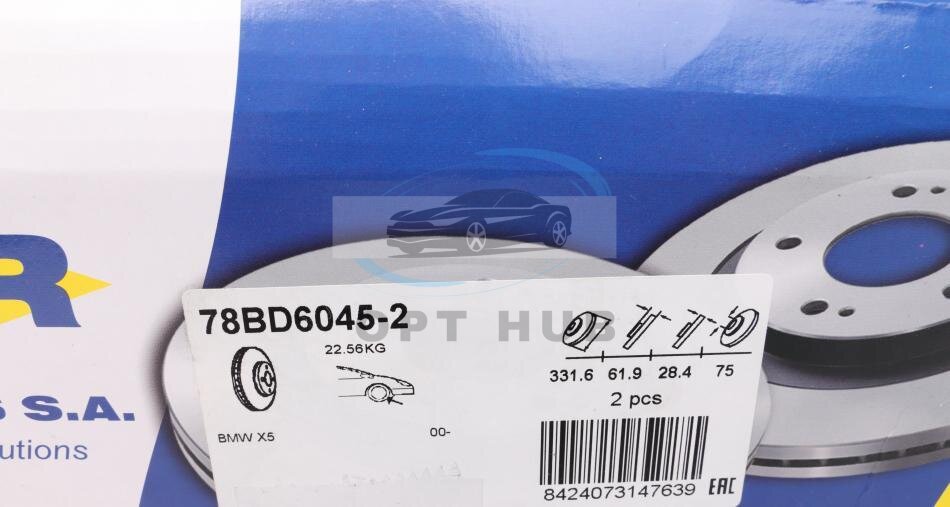 R
S.A.
utions
OPT HUB
78BD6045-2
22.56KG
BMW X5 00-
331.6 61.9 28.4 75
2 pcs
8424073147639 EAC